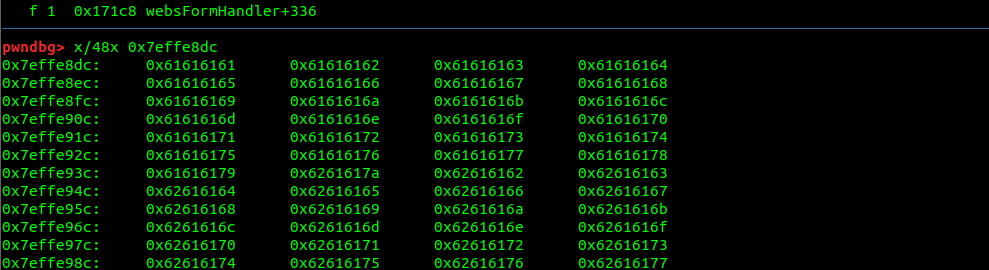 f 1 0x171c8 websFormHandler+336
pwndbg> x/48x 0x7effe8dc
0x7effe8dc: 0x61616161 0x61616162 0x61616163 0x61616164
0x7effe8ec: 0x61616165 0x61616166 0x61616167 0x61616168
0x7effe8fc: 0x61616169 0x6161616a 0x6161616b 0x6161616c
0x7effe90c: 0x6161616d 0x6161616e 0x6161616f 0x61616170
0x7effe91c: 0x61616171 0x61616172 0x61616173 0x61616174
0x7effe92c: 0x61616175 0x61616176 0x61616177 0x61616178
0x7effe93c: 0x61616179 0x6261617a 0x62616162 0x62616163
0x7effe94c: 0x62616164 0x62616165 0x62616166 0x62616167
0x7effe95c: 0x62616168 0x62616169 0x6261616a 0x6261616b
0x7effe96c: 0x6261616c 0x6261616d 0x6261616e 0x6261616f
0x7effe97c: 0x62616170 0x62616171 0x62616172 0x62616173
0x7effe98c: 0x62616174 0x62616175 0x62616176 0x62616177